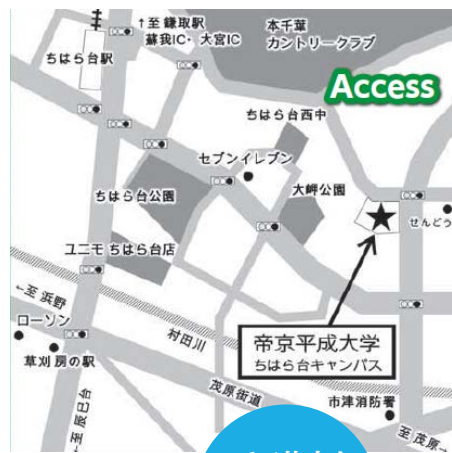 ↑至 鎌取駅
蘇我IC・大宮IC
本千葉
カントリークラブ
ちはら台駅
Access
ちはら台西中
セブンイレブン
ちはら台公園
大岬公園
せんどう
ユニモ ちはら台店
←至 浜野
ローソン
村田川
草刈 房の駅
帝京平成大学
ちはら台キャンパス
茂原街道
市津消防署
←至 辰巳台
至 茂原→